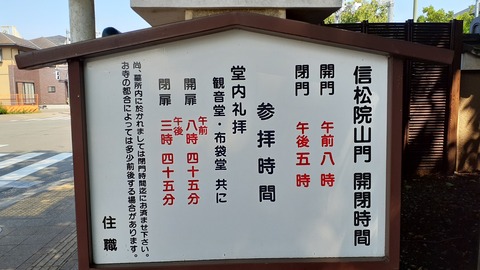 信松院山門 開閉時間
開門 午前八時
閉門 午後五時
参拝時間
堂内礼拝
観音堂・布袋堂 共に
開扉 午前八時四十五分
閉扉 午後三時四十五分
尚、墓所内に於かれましては閉門時間迄にお済ませ下さい。
お寺の都合によっては多少前後する場合があります。
住職